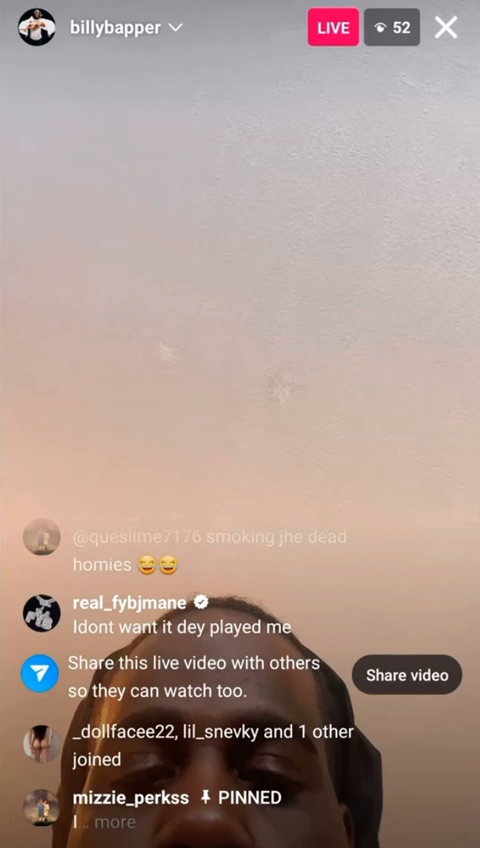 billybapper
LIVE
52
@queslime7176 smoking jhe dead
homies 😂😂
real_fybjmane
Idont want it dey played me
Share this live video with others
so they can watch too.
Share video
_dollfacee22, lil_snevky and 1 other
joined
mizzie_perkss PINNED
I... more